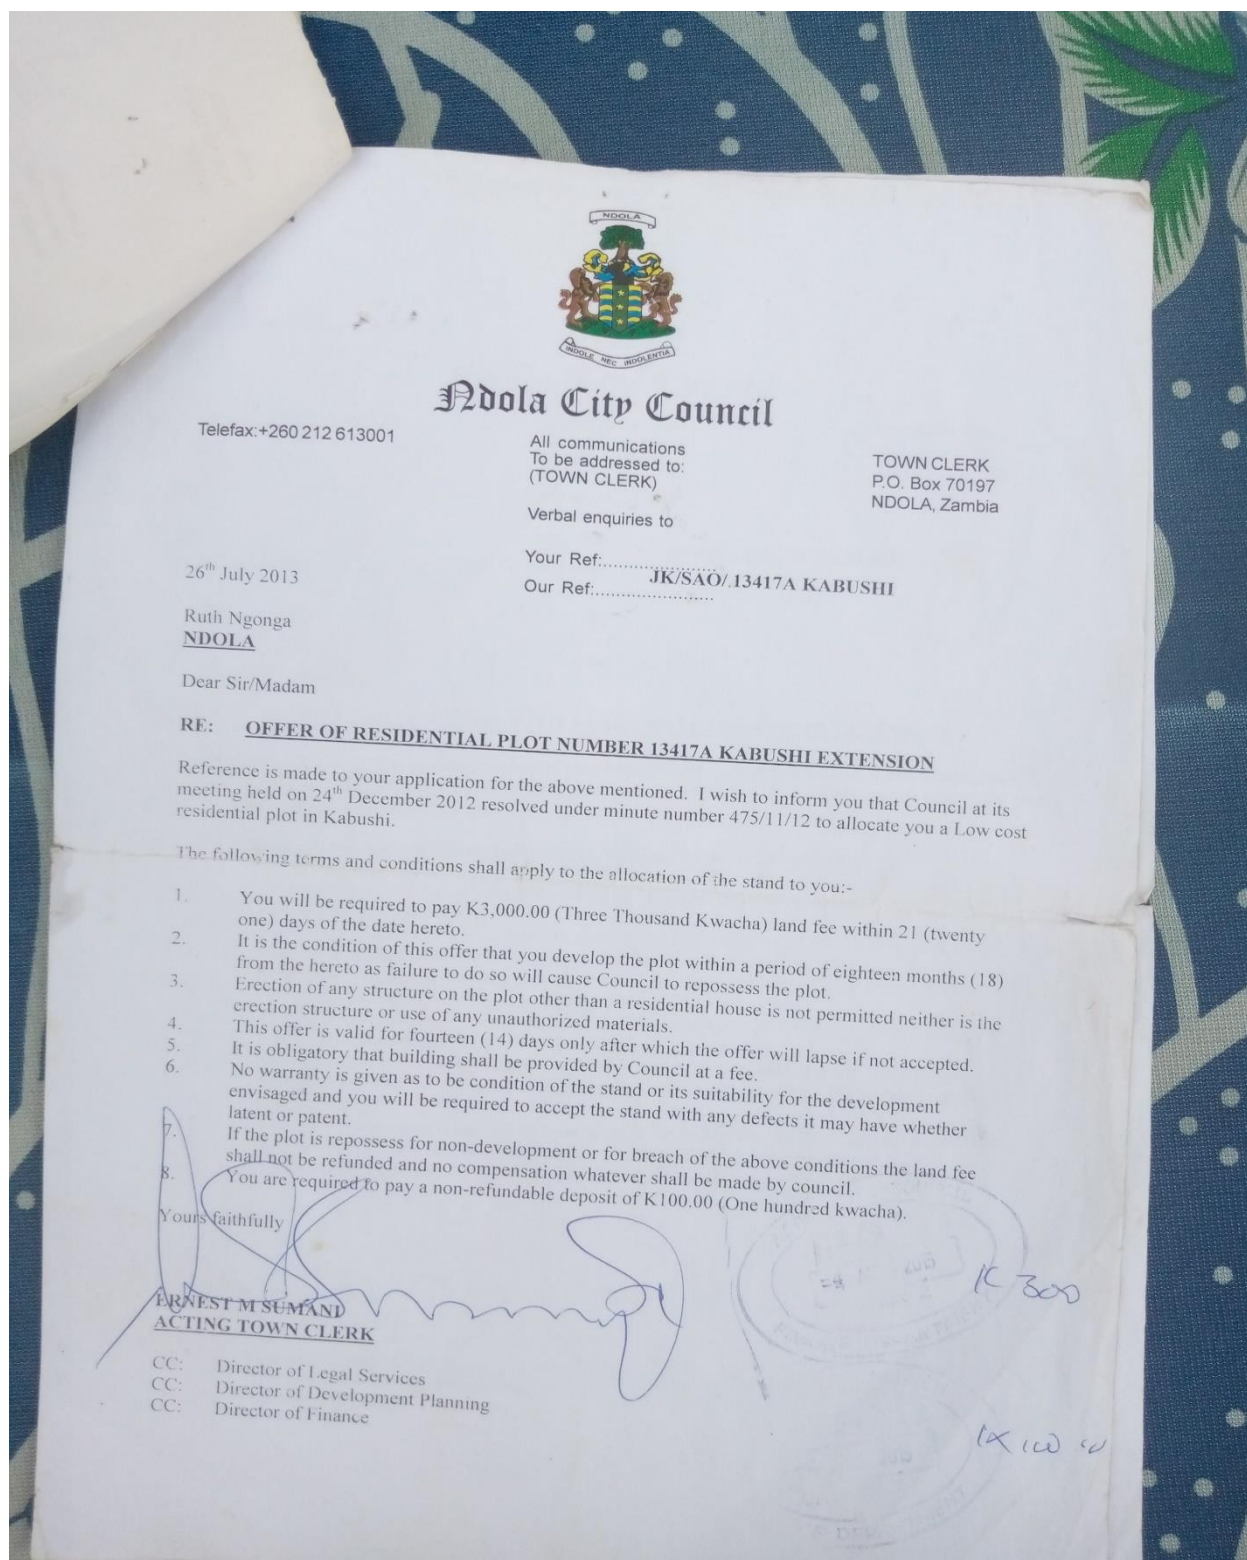 NDOLA
INDOLE NEC INDOLENTIA
Ndola City Council
Telefax:+260 212 613001
All communications
To be addressed to:
(TOWN CLERK)
Verbal enquiries to
TOWN CLERK
P.O. Box 70197
NDOLA, Zambia
Your Ref:......................
Our Ref:........................
JK/SAO/.13417A KABUSHI
26th July 2013
Ruth Ngonga
NDOLA
Dear Sir/Madam
RE: OFFER OF RESIDENTIAL PLOT NUMBER 13417A KABUSHI EXTENSION
Reference is made to your application for the above mentioned. I wish to inform you that Council at its
meeting held on 24th December 2012 resolved under minute number 475/11/12 to allocate you a Low cost
residential plot in Kabushi.
The following terms and conditions shall apply to the allocation of the stand to you:-
1. You will be required to pay K3,000.00 (Three Thousand Kwacha) land fee within 21 (twenty
one) days of the date hereto.
2. It is the condition of this offer that you develop the plot within a period of eighteen months (18)
from the hereto as failure to do so will cause Council to repossess the plot.
3. Erection of any structure on the plot other than a residential house is not permitted neither is the
erection structure or use of any unauthorized materials.
4. This offer is valid for fourteen (14) days only after which the offer will lapse if not accepted.
5. It is obligatory that building shall be provided by Council at a fee.
6. No warranty is given as to be condition of the stand or its suitability for the development
envisaged and you will be required to accept the stand with any defects it may have whether
latent or patent.
7. If the plot is repossess for non-development or for breach of the above conditions the land fee
shall not be refunded and no compensation whatever shall be made by council.
8. You are required to pay a non-refundable deposit of K100.00 (One hundred kwacha).
Yours faithfully
ERNEST M SUMANI
ACTING TOWN CLERK
K 300
CC: Director of Legal Services
CC: Director of Development Planning
CC: Director of Finance